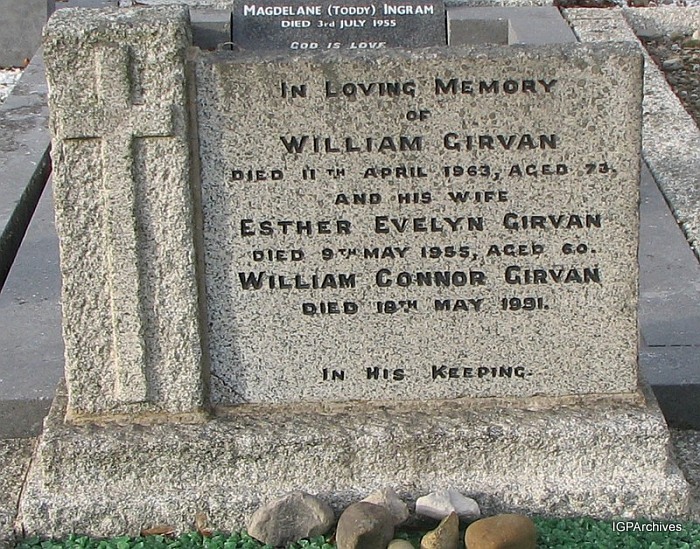 Magdelane (Toddy) Ingram
Died 3rd July 1955
God is Love
In Loving Memory
of
William Girvan
Died 11th April 1963, Aged 73.
and his wife
Esther Evelyn Girvan
Died 9th May 1955, Aged 60.
William Connor Girvan
Died 18th May 1991.
In His Keeping.
IGPArchives